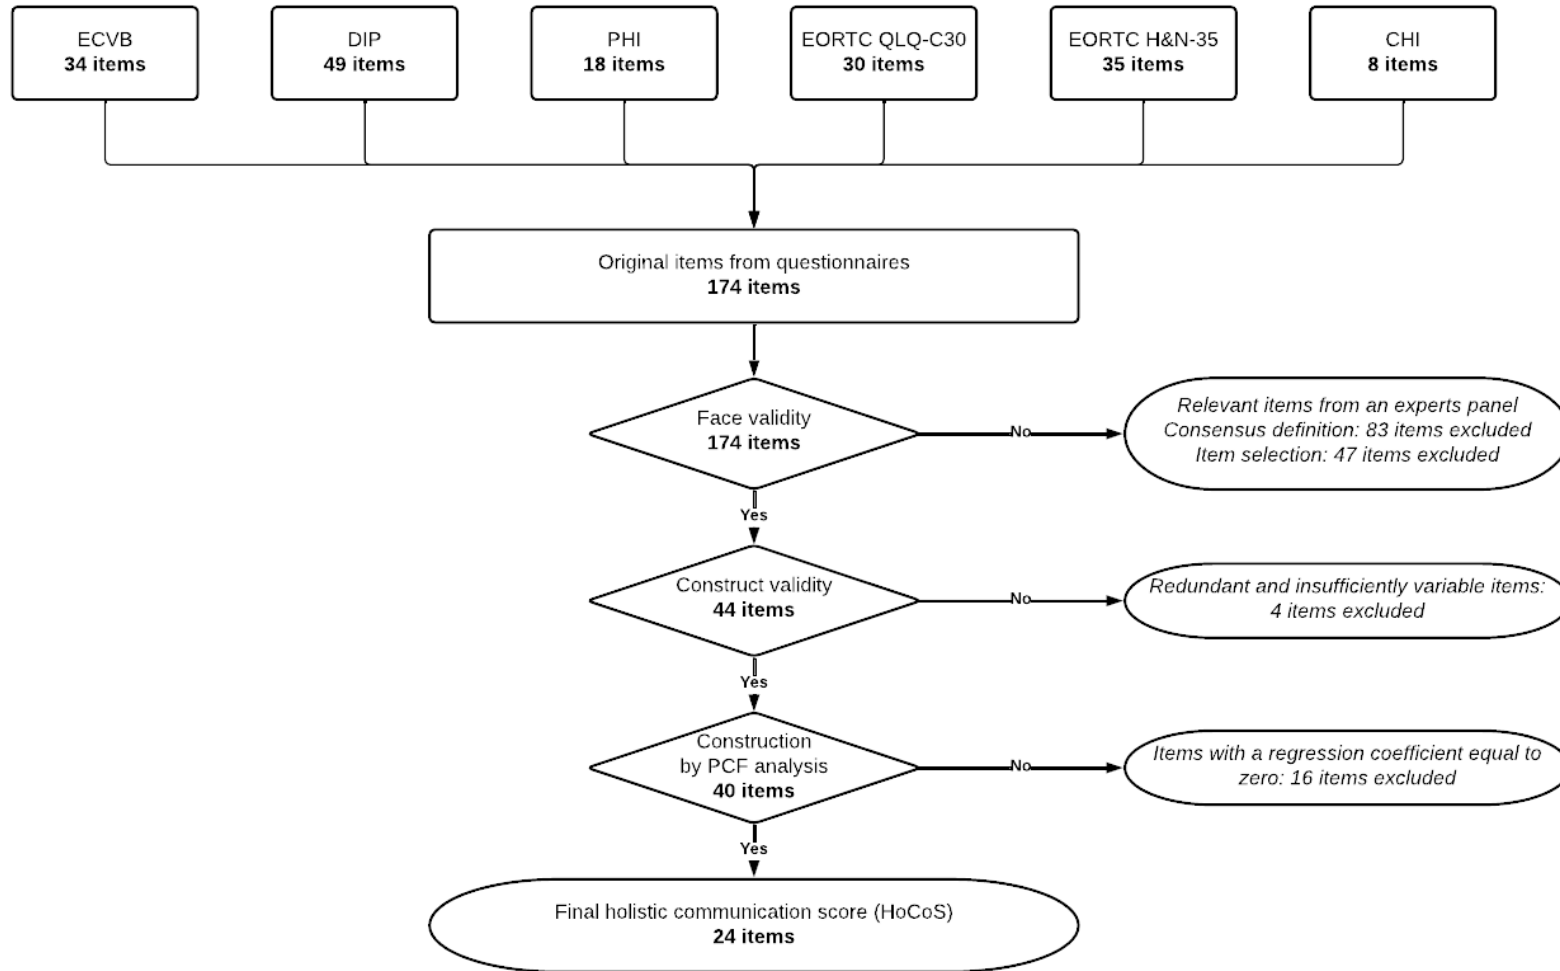 ECVB
34 items
DIP
49 items
PHI
18 items
EORTC QLQ-C30
30 items
EORTC H&N-35
35 items
CHI
8 items
Original items from questionnaires
174 items
Face validity
174 items
No
Relevant items from an experts panel
Consensus definition: 83 items excluded
Item selection: 47 items excluded
Yes
Construct validity
44 items
No
Redundant and insufficiently variable items:
4 items excluded
Yes
Construction
by PCF analysis
40 items
No
Items with a regression coefficient equal to
zero: 16 items excluded
Yes
Final holistic communication score (HoCoS)
24 items